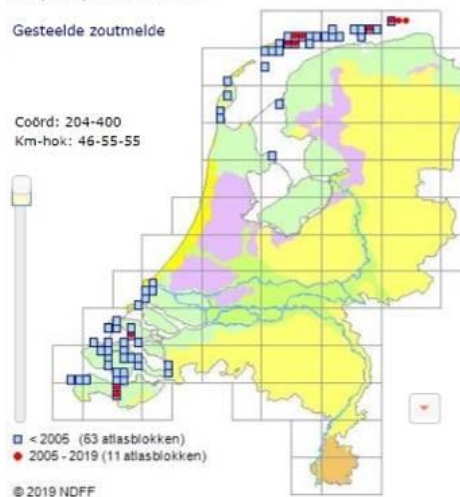 Gesteelde zoutmelde
Coörd: 204-400
Km-hok: 46-55-55
< 2005 (63 atlasblokken)
2005 - 2019 (11 atlasblokken)
© 2019 NDFF